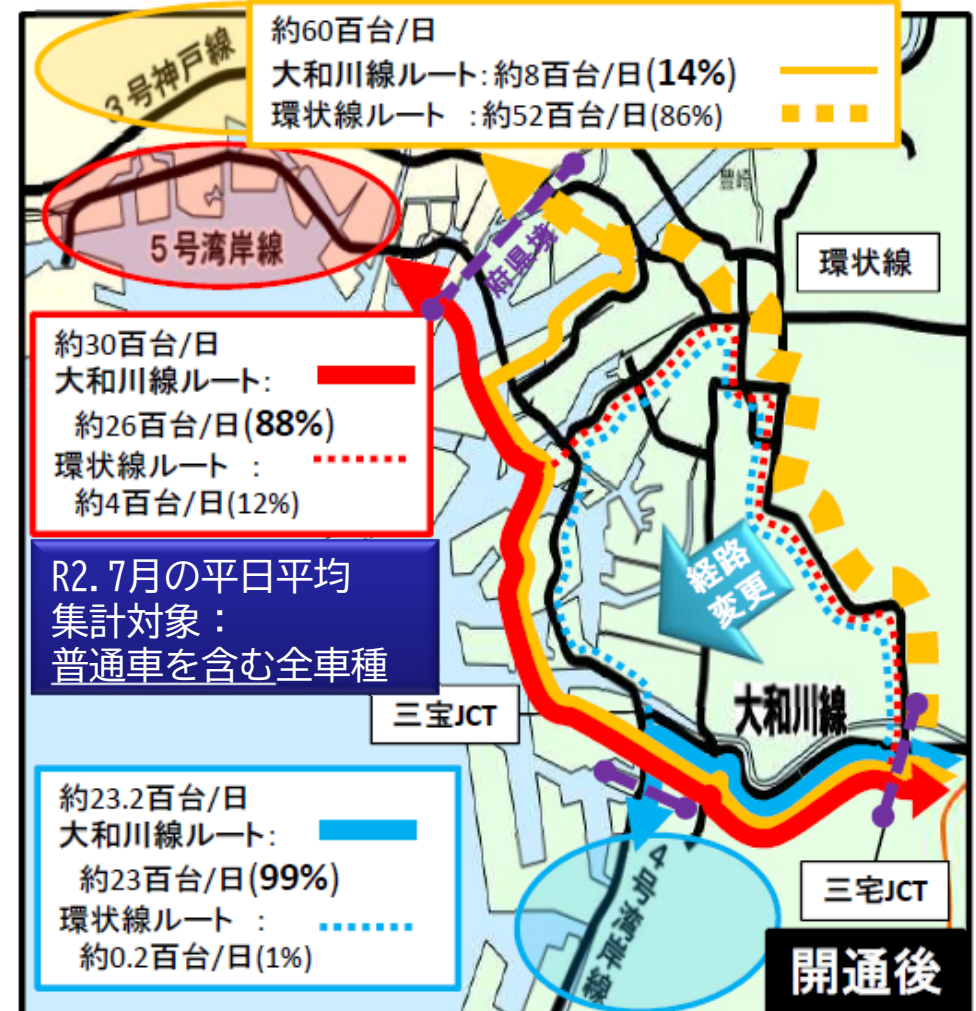 約60百台/日
大和川線ルート:約8百台/日(14%)
環状線ルート :約52百台/日(86%)
3号神戸線
5号湾岸線
府県境
豊崎
環状線
約30百台/日
大和川線ルート:
約26百台/日(88%)
環状線ルート :
約4百台/日(12%)
R2.7月の平日平均
集計対象:
普通車を含む全車種
経路
変更
三宝JCT
大和川線
約23.2百台/日
大和川線ルート:
約23百台/日(99%)
環状線ルート :
約0.2百台/日(1%)
4号湾岸線
三宅JCT
開通後